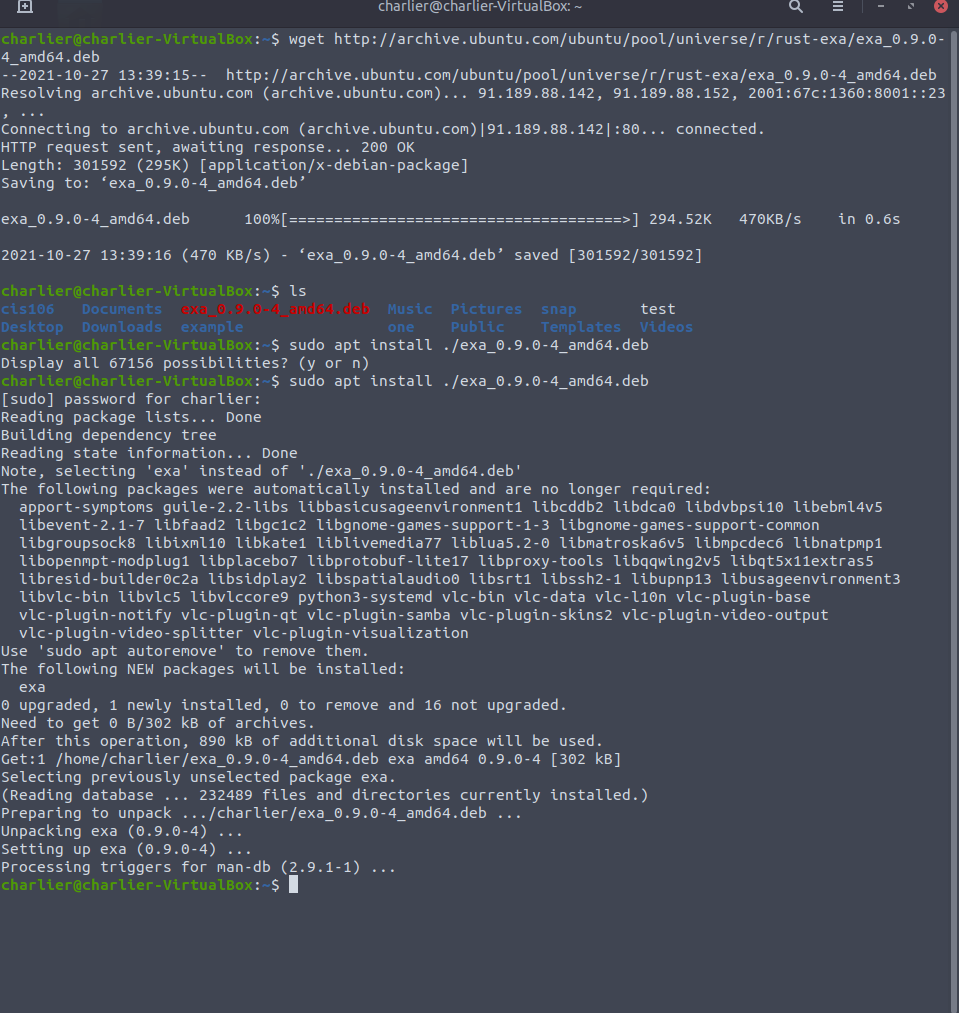 charlier@charlier-VirtualBox: ~
charlier@charlier-VirtualBox:~$ wget http://archive.ubuntu.com/ubuntu/pool/universe/r/rust-exa/exa_0.9.0-
4_amd64.deb
--2021-10-27 13:39:15--  http://archive.ubuntu.com/ubuntu/pool/universe/r/rust-exa/exa_0.9.0-4_amd64.deb
Resolving archive.ubuntu.com (archive.ubuntu.com)... 91.189.88.142, 91.189.88.152, 2001:67c:1360:8001::23
, ...
Connecting to archive.ubuntu.com (archive.ubuntu.com)|91.189.88.142|:80... connected.
HTTP request sent, awaiting response... 200 OK
Length: 301592 (295K) [application/x-debian-package]
Saving to: ‘exa_0.9.0-4_amd64.deb’
exa_0.9.0-4_amd64.deb      100%[=====================================>] 294.52K   470KB/s    in 0.6s
2021-10-27 13:39:16 (470 KB/s) - ‘exa_0.9.0-4_amd64.deb’ saved [301592/301592]
charlier@charlier-VirtualBox:~$ ls
cis106   Documents  exa_0.9.0-4_amd64.deb  Music  Pictures  snap       test
Desktop  Downloads  example                one    Public    Templates  Videos
charlier@charlier-VirtualBox:~$ sudo apt install ./exa_0.9.0-4_amd64.deb
Display all 67156 possibilities? (y or n)
charlier@charlier-VirtualBox:~$ sudo apt install ./exa_0.9.0-4_amd64.deb
[sudo] password for charlier:
Reading package lists... Done
Building dependency tree
Reading state information... Done
Note, selecting 'exa' instead of './exa_0.9.0-4_amd64.deb'
The following packages were automatically installed and are no longer required:
  apport-symptoms guile-2.2-libs libbasicusageenvironment1 libcddb2 libdca0 libdvbpsi10 libebml4v5
  libevent-2.1-7 libfaad2 libgc1c2 libgnome-games-support-1-3 libgnome-games-support-common
  libgroupsock8 libixml10 libkate1 liblivemedia77 liblua5.2-0 libmatroska6v5 libmpcdec6 libnatpmp1
  libopenmpt-modplug1 libplacebo7 libprotobuf-lite17 libproxy-tools libqqwing2v5 libqt5x11extras5
  libresid-builder0c2a libsidplay2 libspatialaudio0 libsrt1 libssh2-1 libupnp13 libusageenvironment3
  libvlc-bin libvlc5 libvlccore9 python3-systemd vlc-bin vlc-data vlc-l10n vlc-plugin-base
  vlc-plugin-notify vlc-plugin-qt vlc-plugin-samba vlc-plugin-skins2 vlc-plugin-video-output
  vlc-plugin-video-splitter vlc-plugin-visualization
Use 'sudo apt autoremove' to remove them.
The following NEW packages will be installed:
  exa
0 upgraded, 1 newly installed, 0 to remove and 16 not upgraded.
Need to get 0 B/302 kB of archives.
After this operation, 890 kB of additional disk space will be used.
Get:1 /home/charlier/exa_0.9.0-4_amd64.deb exa amd64 0.9.0-4 [302 kB]
Selecting previously unselected package exa.
(Reading database ... 232489 files and directories currently installed.)
Preparing to unpack .../charlier/exa_0.9.0-4_amd64.deb ...
Unpacking exa (0.9.0-4) ...
Setting up exa (0.9.0-4) ...
Processing triggers for man-db (2.9.1-1) ...
charlier@charlier-VirtualBox:~$